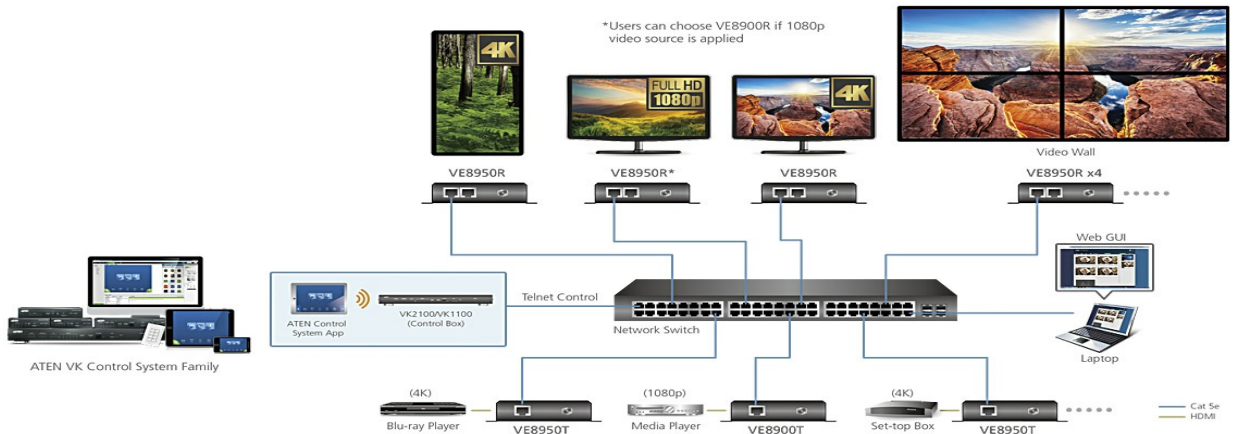 *Users can choose VE8900R if 1080p
video source is applied
4K
FULL HD
1080p
4K
Video Wall
VE8950R
VE8950R*
VE8950R
VE8950R x4
Web GUI
Telnet Control
ATEN Control
System App
VK2100/VK1100
(Control Box)
Network Switch
Laptop
ATEN VK Control System Family
(4K)
(1080p)
(4K)
Blu-ray Player
VE8950T
Media Player
VE8900T
Set-top Box
VE8950T
Cat 5e
HDMI